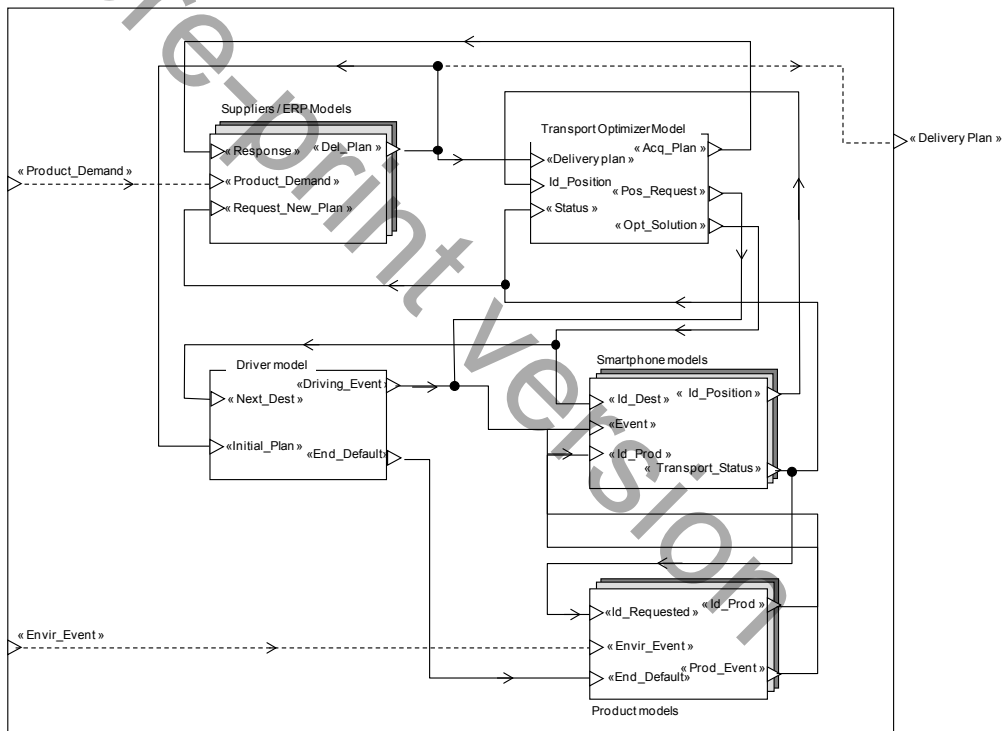 Suppliers / ERP Models
« Response »
« Del_Plan »
« Product_Demand »
« Request_New_Plan »
« Product_Demand »
Transport Optimizer Model
« Acq_Plan »
«Delivery plan »
Id_Position
« Pos_Request »
« Status »
« Opt_Solution »
« Delivery Plan »
Driver model
«Driving_Event»
« Next_Dest »
«Initial_Plan »
«End_Default»
Smartphone models
« Id_Position »
« Id_Dest »
«Event »
« Id_Prod »
« Transport_Status »
« Id_Prod »
«Id_Requested »
« Envir_Event »
« Envir_Event »
« Prod_Event »
«End_Default»
Product models
re-print version